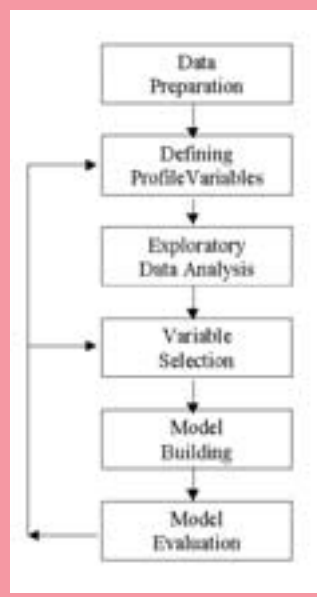 Data
Preparation
Defining
ProfileVariables
Exploratory
Data Analysis
Variable
Selection
Model
Building
Model
Evaluation